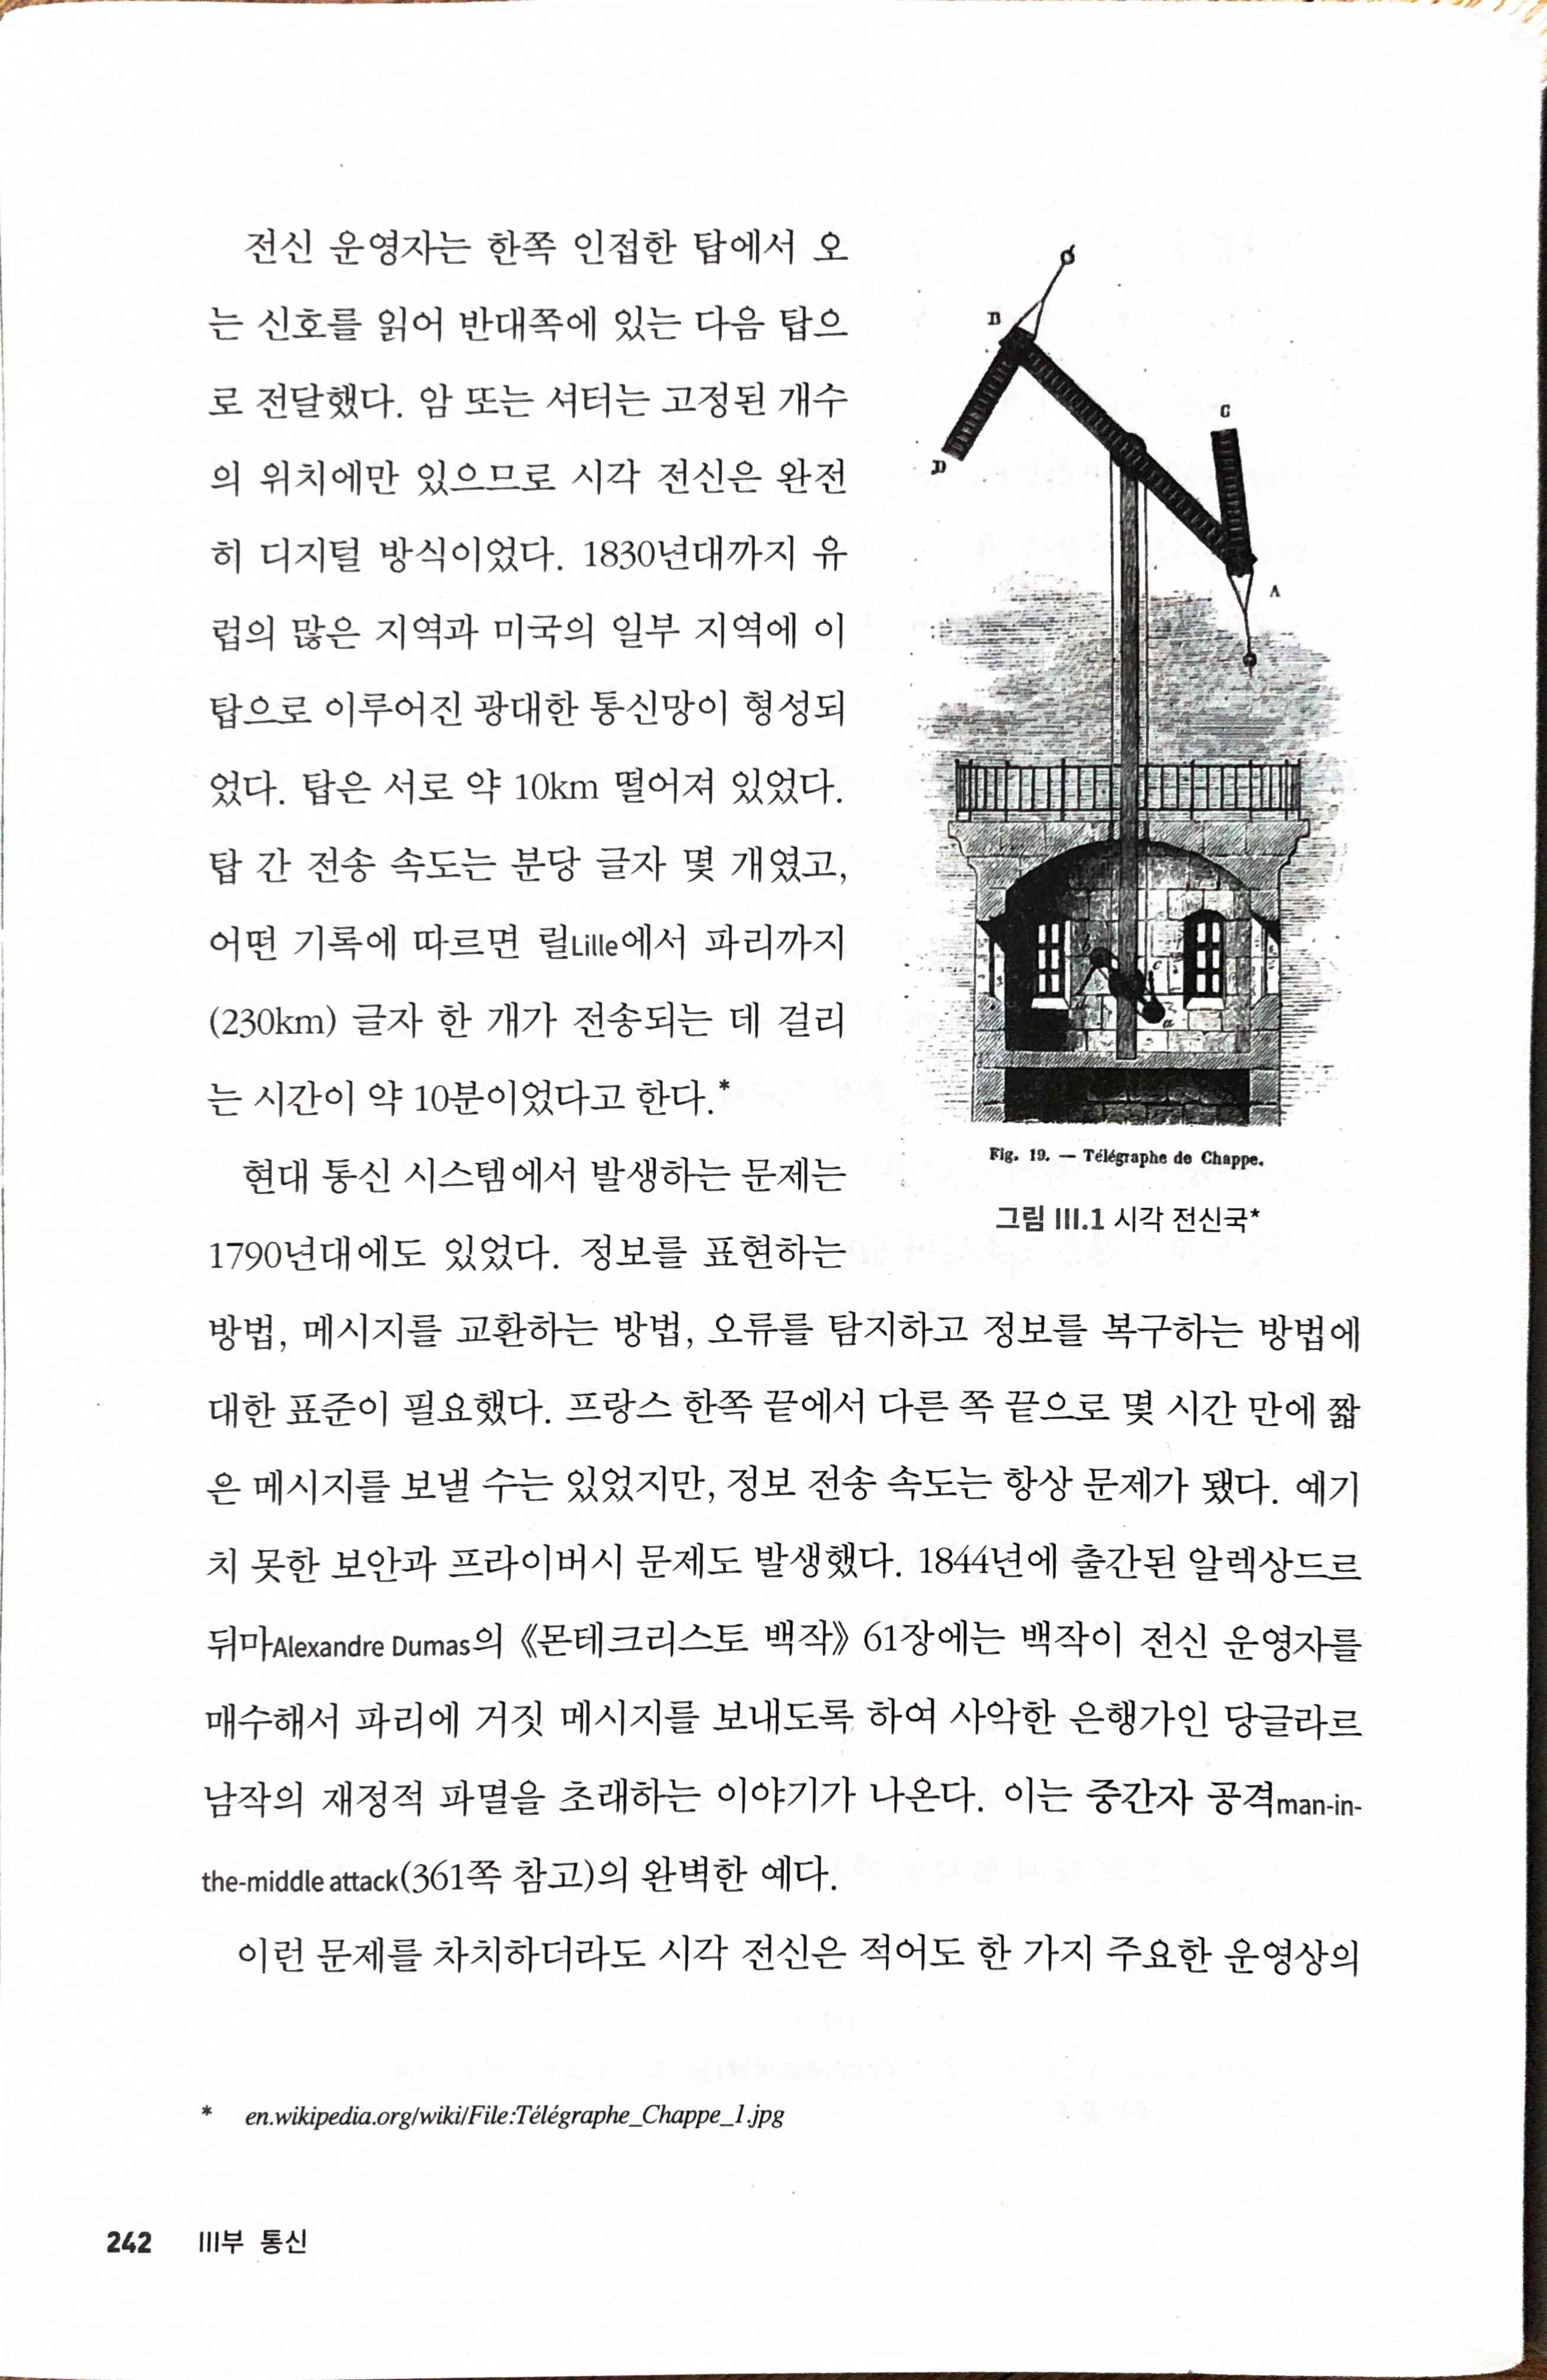 전신 운영자는 한쪽 인접한 탑에서 오
는 신호를 읽어 반대쪽에 있는 다음 탑으
로 전달했다. 암 또는 셔터는 고정된 개수
의 위치에만 있으므로 시각 전신은 완전
히 디지털 방식이었다. 1830년대까지 유
럽의 많은 지역과 미국의 일부 지역에 이
탑으로 이루어진 광대한 통신망이 형성되
었다. 탑은 서로 약 10km 떨어져 있었다.
탑 간 전송 속도는 분당 글자 몇 개였고,
어떤 기록에 따르면 릴Lille에서 파리까지
(230km) 글자 한 개가 전송되는 데 걸리
는 시간이 약 10분이었다고 한다.*
B
D
C
A
b
c
a
Fig. 19. — Télégraphe de Chappe.
그림 III.1 시각 전신국*
현대 통신 시스템에서 발생하는 문제는
1790년대에도 있었다. 정보를 표현하는
방법, 메시지를 교환하는 방법, 오류를 탐지하고 정보를 복구하는 방법에
대한 표준이 필요했다. 프랑스 한쪽 끝에서 다른 쪽 끝으로 몇 시간 만에 짧
은 메시지를 보낼 수는 있었지만, 정보 전송 속도는 항상 문제가 됐다. 예기
치 못한 보안과 프라이버시 문제도 발생했다. 1844년에 출간된 알렉상드르
뒤마Alexandre Dumas의 《몬테크리스토 백작》 61장에는 백작이 전신 운영자를
매수해서 파리에 거짓 메시지를 보내도록 하여 사악한 은행가인 당글라르
남작의 재정적 파멸을 초래하는 이야기가 나온다. 이는 중간자 공격man-in-
the-middle attack(361쪽 참고)의 완벽한 예다.
이런 문제를 차치하더라도 시각 전신은 적어도 한 가지 주요한 운영상의
* en.wikipedia.org/wiki/File:Télégraphe_Chappe_1.jpg
242 III부 통신